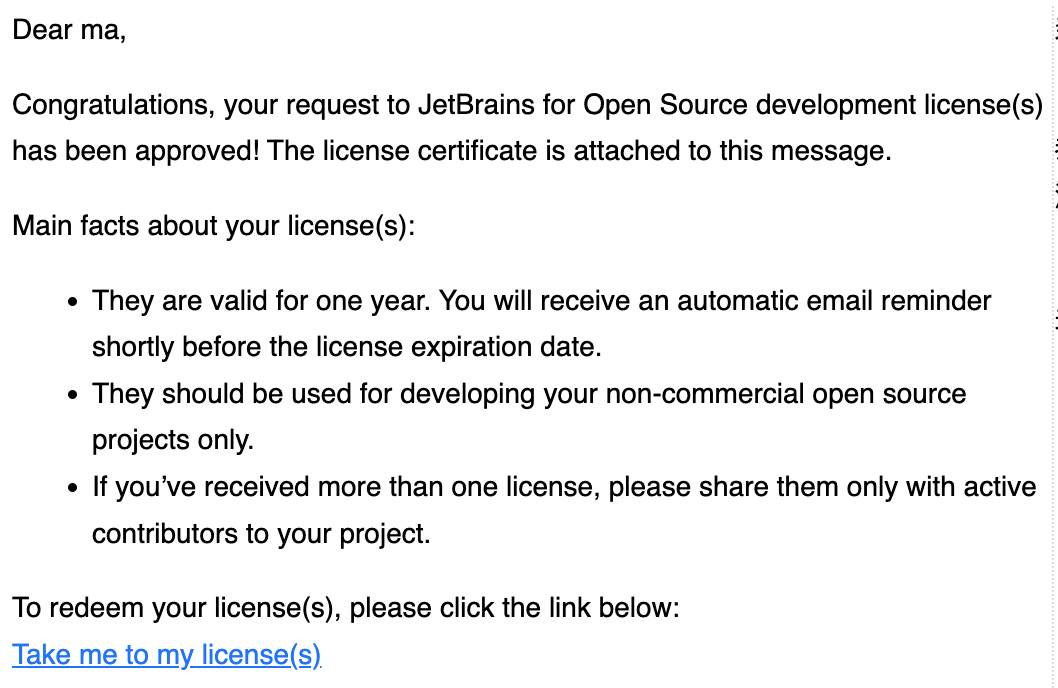 Dear ma,
Congratulations, your request to JetBrains for Open Source development license(s)
has been approved! The license certificate is attached to this message.
Main facts about your license(s):
• They are valid for one year. You will receive an automatic email reminder
shortly before the license expiration date.
• They should be used for developing your non-commercial open source
projects only.
• If you’ve received more than one license, please share them only with active
contributors to your project.
To redeem your license(s), please click the link below:
Take me to my license(s)